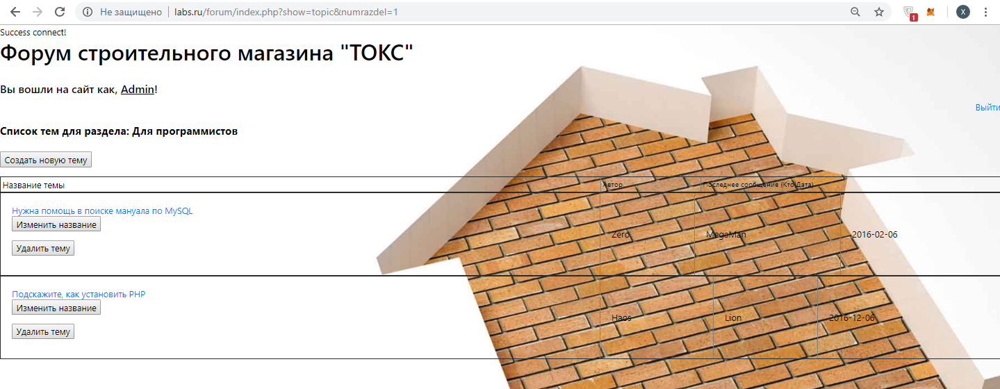 Не защищено
labs.ru/forum/index.php?show=topic&numrazdel=1
1
X
Success connect!
Форум строительного магазина "ТОКС"
Вы вошли на сайт как, Admin!
Выйти
Список тем для раздела: Для программистов
Создать новую тему
Название темы Автор Последнее сообщение (Кто|Дата)
Нужна помощь в поиске мануала по MySQL
Изменить название
Zero MegaMan 2016-02-06
Удалить тему
Подскажите, как установить PHP
Изменить название
Haos Lion 2016-12-06
Удалить тему